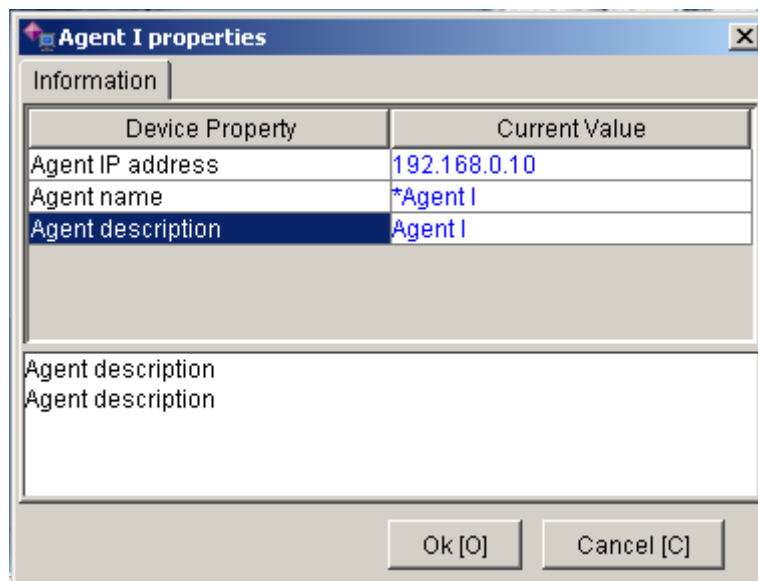 Agent I properties
Information
Device Property Current Value
Agent IP address 192.168.0.10
Agent name *Agent I
Agent description Agent I
Agent description
Agent description
Ok [O] Cancel [C]